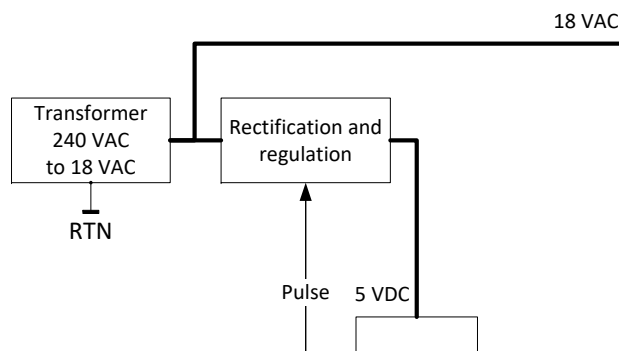 18 VAC
Transformer
240 VAC
to 18 VAC
Rectification and
regulation
RTN
Pulse
5 VDC